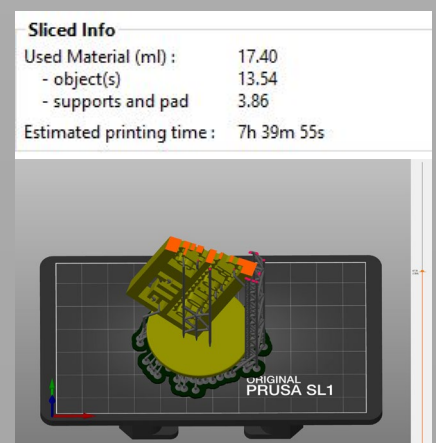 Sliced Info
Used Material (ml) : 17.40
- object(s) 13.54
- supports and pad 3.86
Estimated printing time : 7h 39m 55s
ORIGINAL
PRUSA SL1